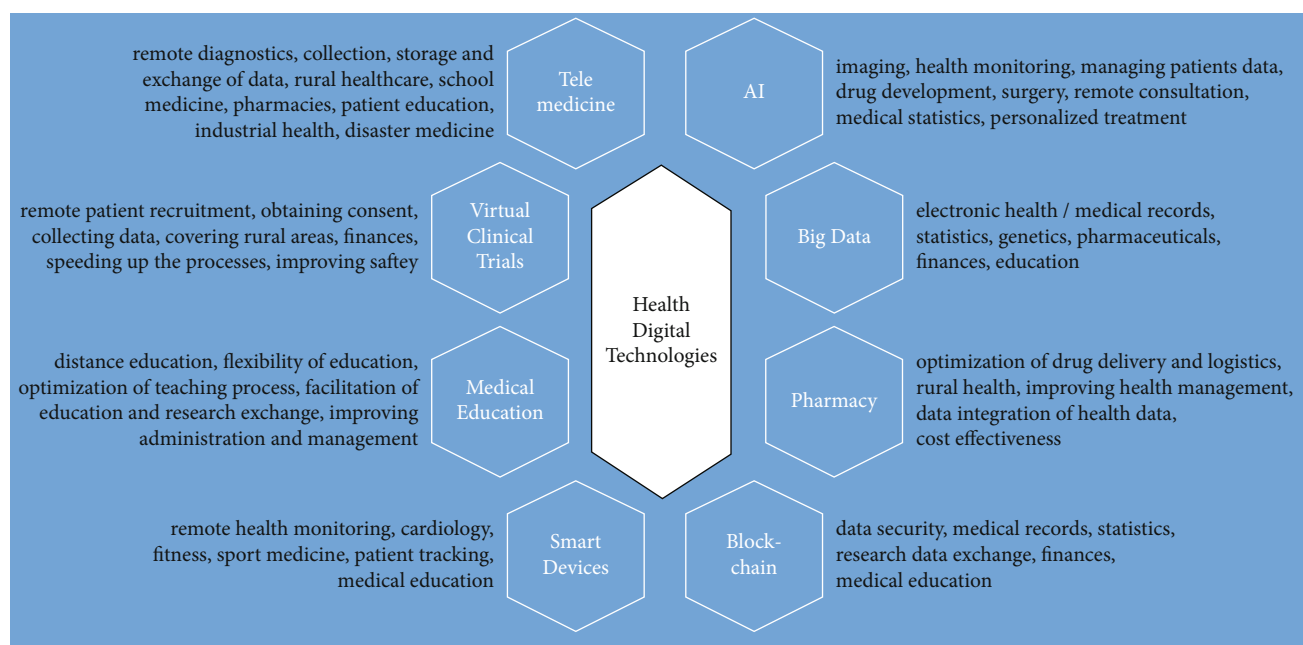 remote diagnostics, collection, storage and
exchange of data, rural healthcare, school
medicine, pharmacies, patient education,
industrial health, disaster medicine
Tele
medicine
AI
imaging, health monitoring, managing patients data,
drug development, surgery, remote consultation,
medical statistics, personalized treatment
remote patient recruitment, obtaining consent,
collecting data, covering rural areas, finances,
speeding up the processes, improving saftey
Virtual
Clinical
Trials
Big Data
electronic health / medical records,
statistics, genetics, pharmaceuticals,
finances, education
Health
Digital
Technologies
distance education, flexibility of education,
optimization of teaching process, facilitation of
education and research exchange, improving
administration and management
Medical
Education
Pharmacy
optimization of drug delivery and logistics,
rural health, improving health management,
data integration of health data,
cost effectiveness
remote health monitoring, cardiology,
fitness, sport medicine, patient tracking,
medical education
Smart
Devices
Block-
chain
data security, medical records, statistics,
research data exchange, finances,
medical education